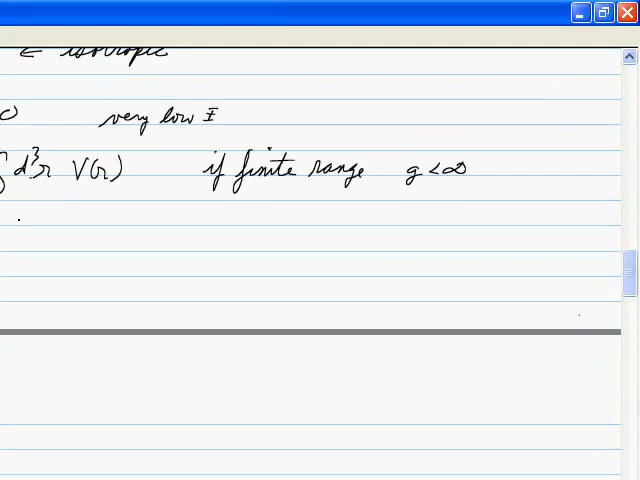 ← isotropic
very low E
∫ d³r V(r) if finite range g < ∞